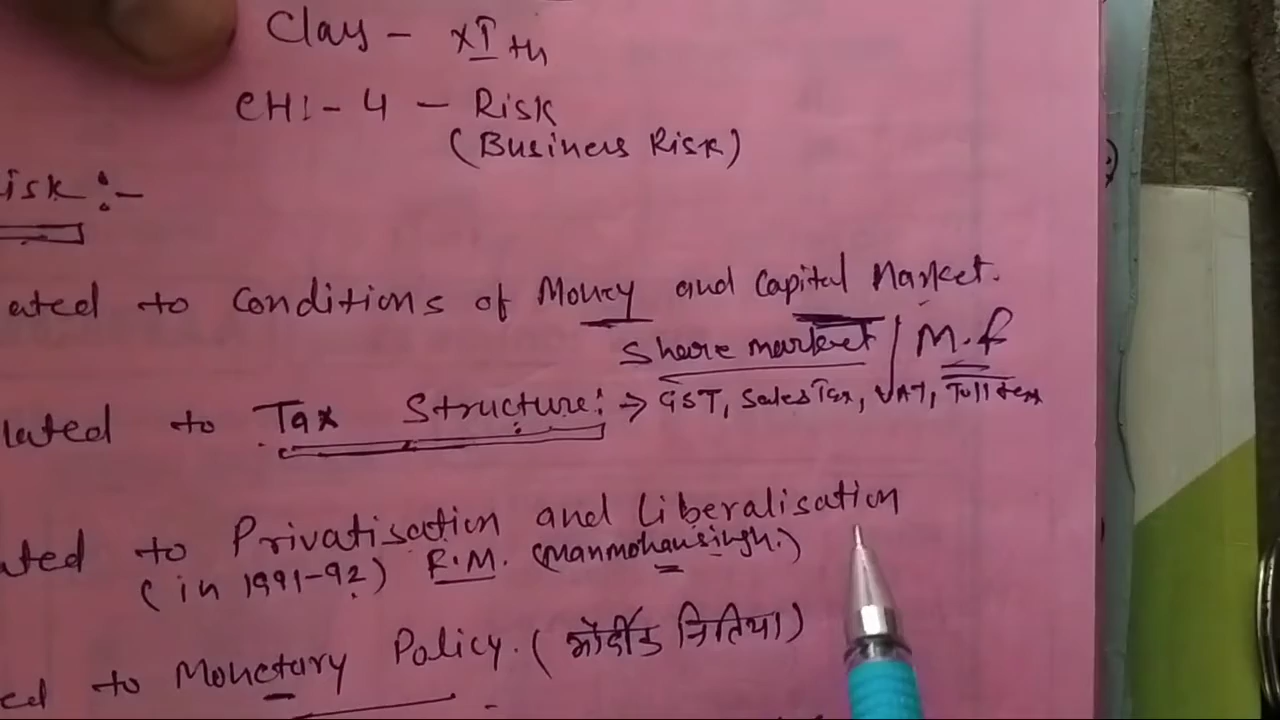 Clay - XIth
CHI-4 - Risk
(Business Risk)
isk :-
ated to Conditions of Money and Capital Market.
Share market / M.f
lated to Tax Structure: → GST, Sales Tax, VAT, Toll tax
ated to Privatisation and Liberalisation
(in 1991-92) F.M. (Manmohansingh.)
ed to Monetary Policy. (